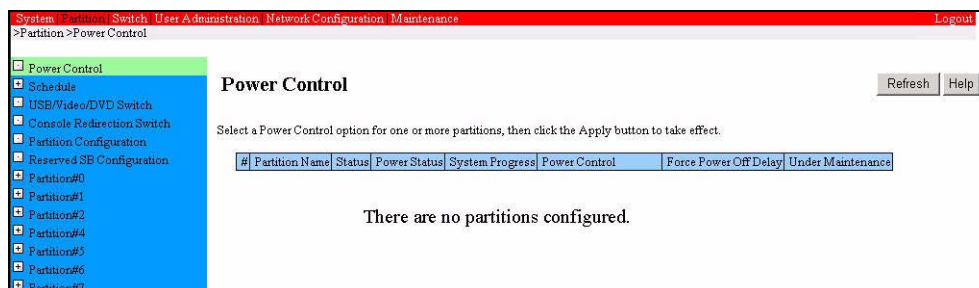 System | Partition | Switch | User Administration | Network Configuration | Maintenance Logout
>Partition >Power Control
Power Control
Schedule
USB/Video/DVD Switch
Console Redirection Switch
Partition Configuration
Reserved SB Configuration
Partition#0
Partition#1
Partition#2
Partition#4
Partition#5
Partition#6
Partition#7
Power Control
Refresh Help
Select a Power Control option for one or more partitions, then click the Apply button to take effect.
# Partition Name Status Power Status System Progress Power Control Force Power Off Delay Under Maintenance
There are no partitions configured.